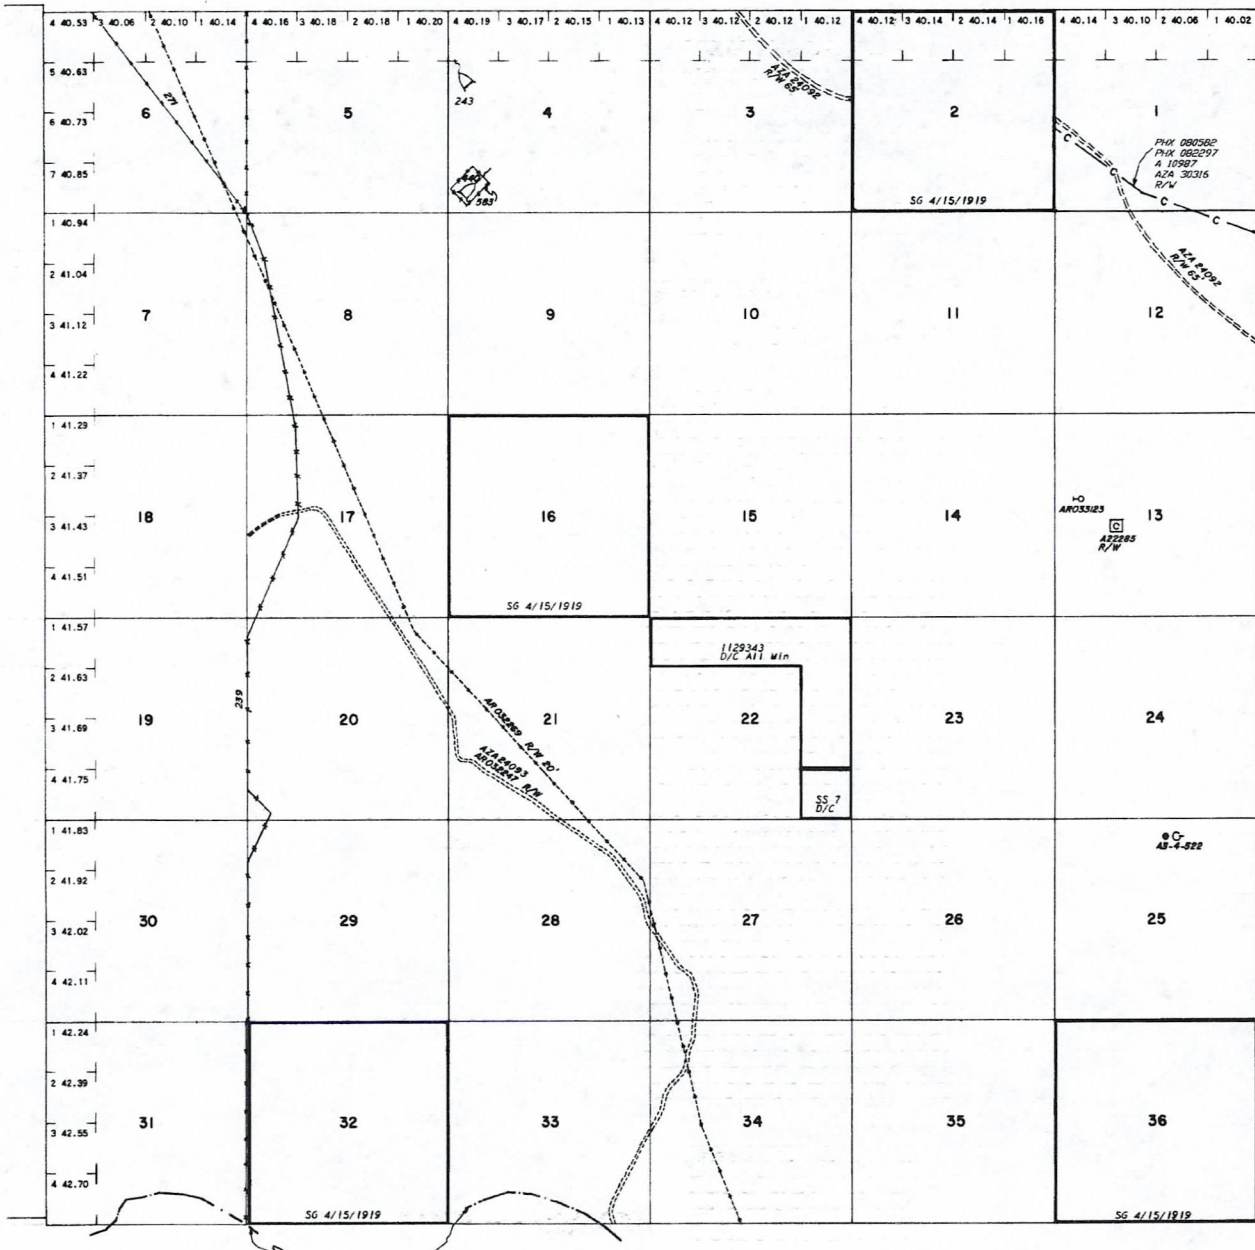 4 40.53 3 40.06 2 40.10 1 40.14 4 40.16 3 40.18 2 40.18 1 40.20 4 40.19 3 40.17 2 40.15 1 40.13 4 40.12 3 40.12 2 40.12 1 40.12 4 40.12 3 40.14 2 40.14 1 40.16 4 40.14 3 40.10 2 40.06 1 40.02
5 40.63
271
243
AZA 24092
R/W 65'
6 40.73
6 5 4 3 2 1
PHX 080582
PHX 082297
A 10987
AZA 30316
R/W
7 40.85
440
583
SG 4/15/1919
1 40.94
2 41.04
AZA 24092
R/W 65'
3 41.12
7 8 9 10 11 12
4 41.22
1 41.29
2 41.37
ARO33123
3 41.43
18 17 16 15 14 13
A22285
R/W
4 41.51
SG 4/15/1919
1 41.57
1129343
D/C All Min
2 41.63
239
3 41.69
19 20 21 22 23 24
AR 032269 R/W 20'
AZA24093
ARO32247 R/W
4 41.75
SS 7
D/C
1 41.83
AS-4-522
2 41.92
3 42.02
30 29 28 27 26 25
4 42.11
1 42.24
2 42.39
3 42.55
31 32 33 34 35 36
4 42.70
SG 4/15/1919
SG 4/15/1919